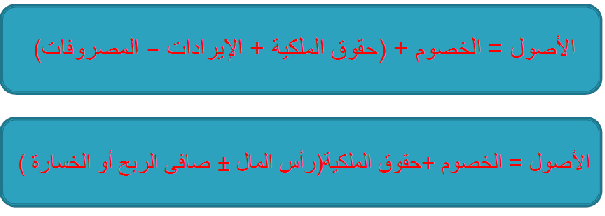 الأصول = الخصوم + (حقوق الملكية + الإيرادات – المصروفات)
الأصول = الخصوم +حقوق الملكية(رأس المال ± صافى الربح أو الخسارة )